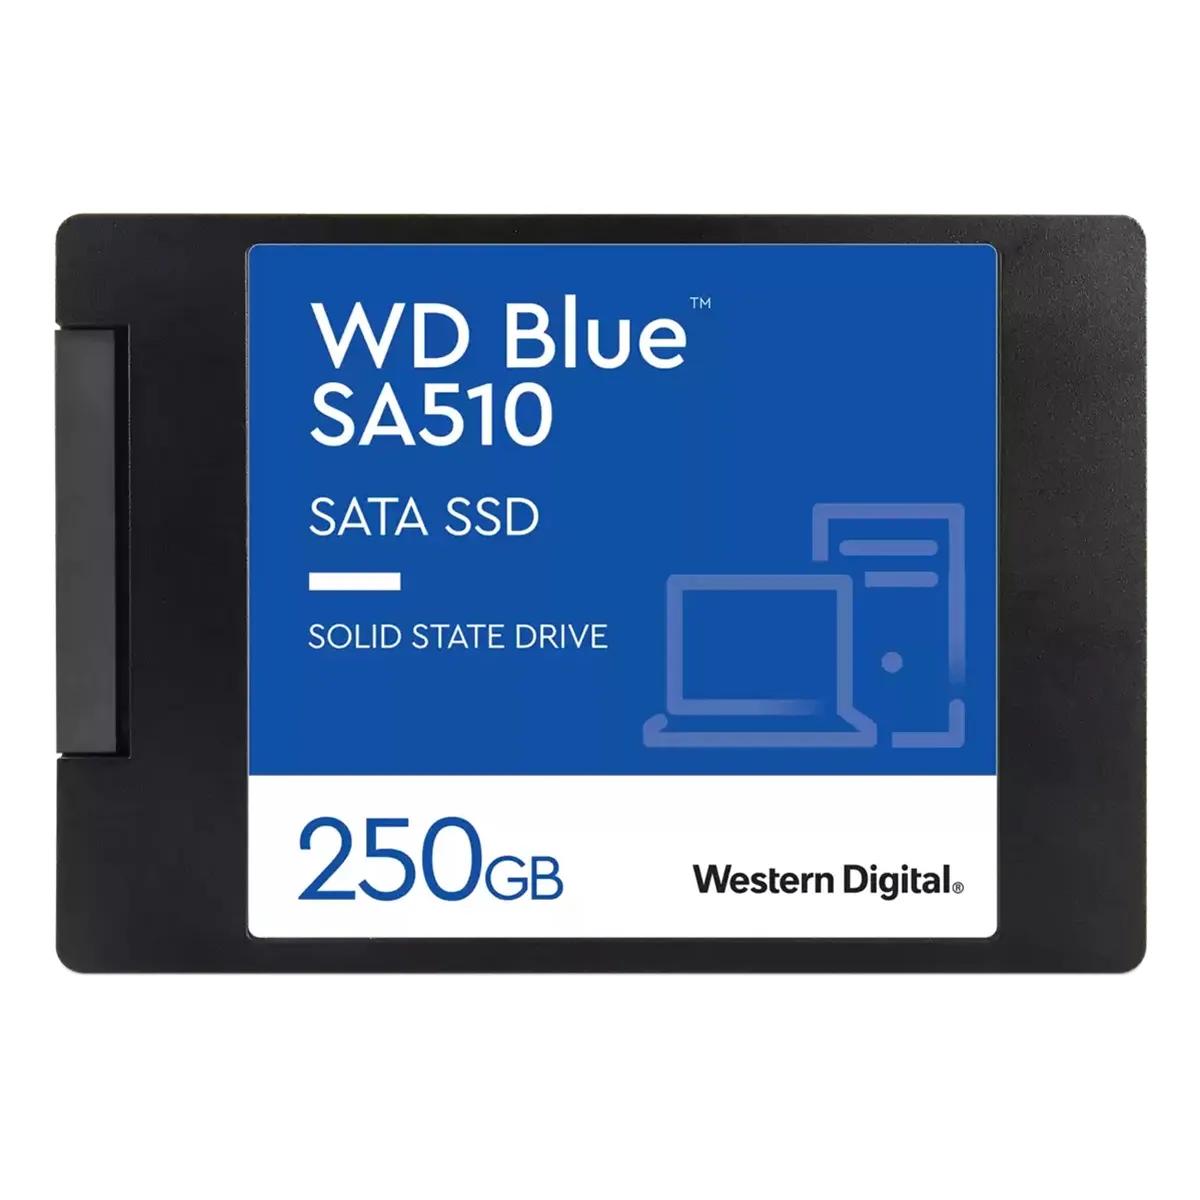 WD Blue™
SA510
SATA SSD
SOLID STATE DRIVE
250GB
Western Digital®